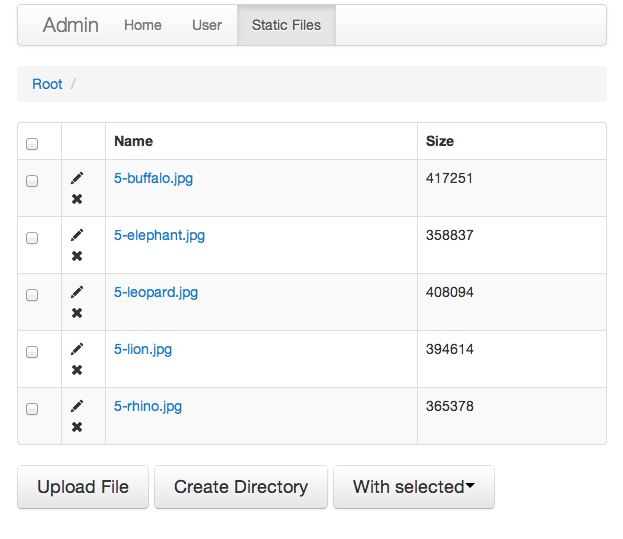 Admin Home User Static Files
Root /
Name Size
5-buffalo.jpg 417251
5-elephant.jpg 358837
5-leopard.jpg 408094
5-lion.jpg 394614
5-rhino.jpg 365378
Upload File Create Directory With selected